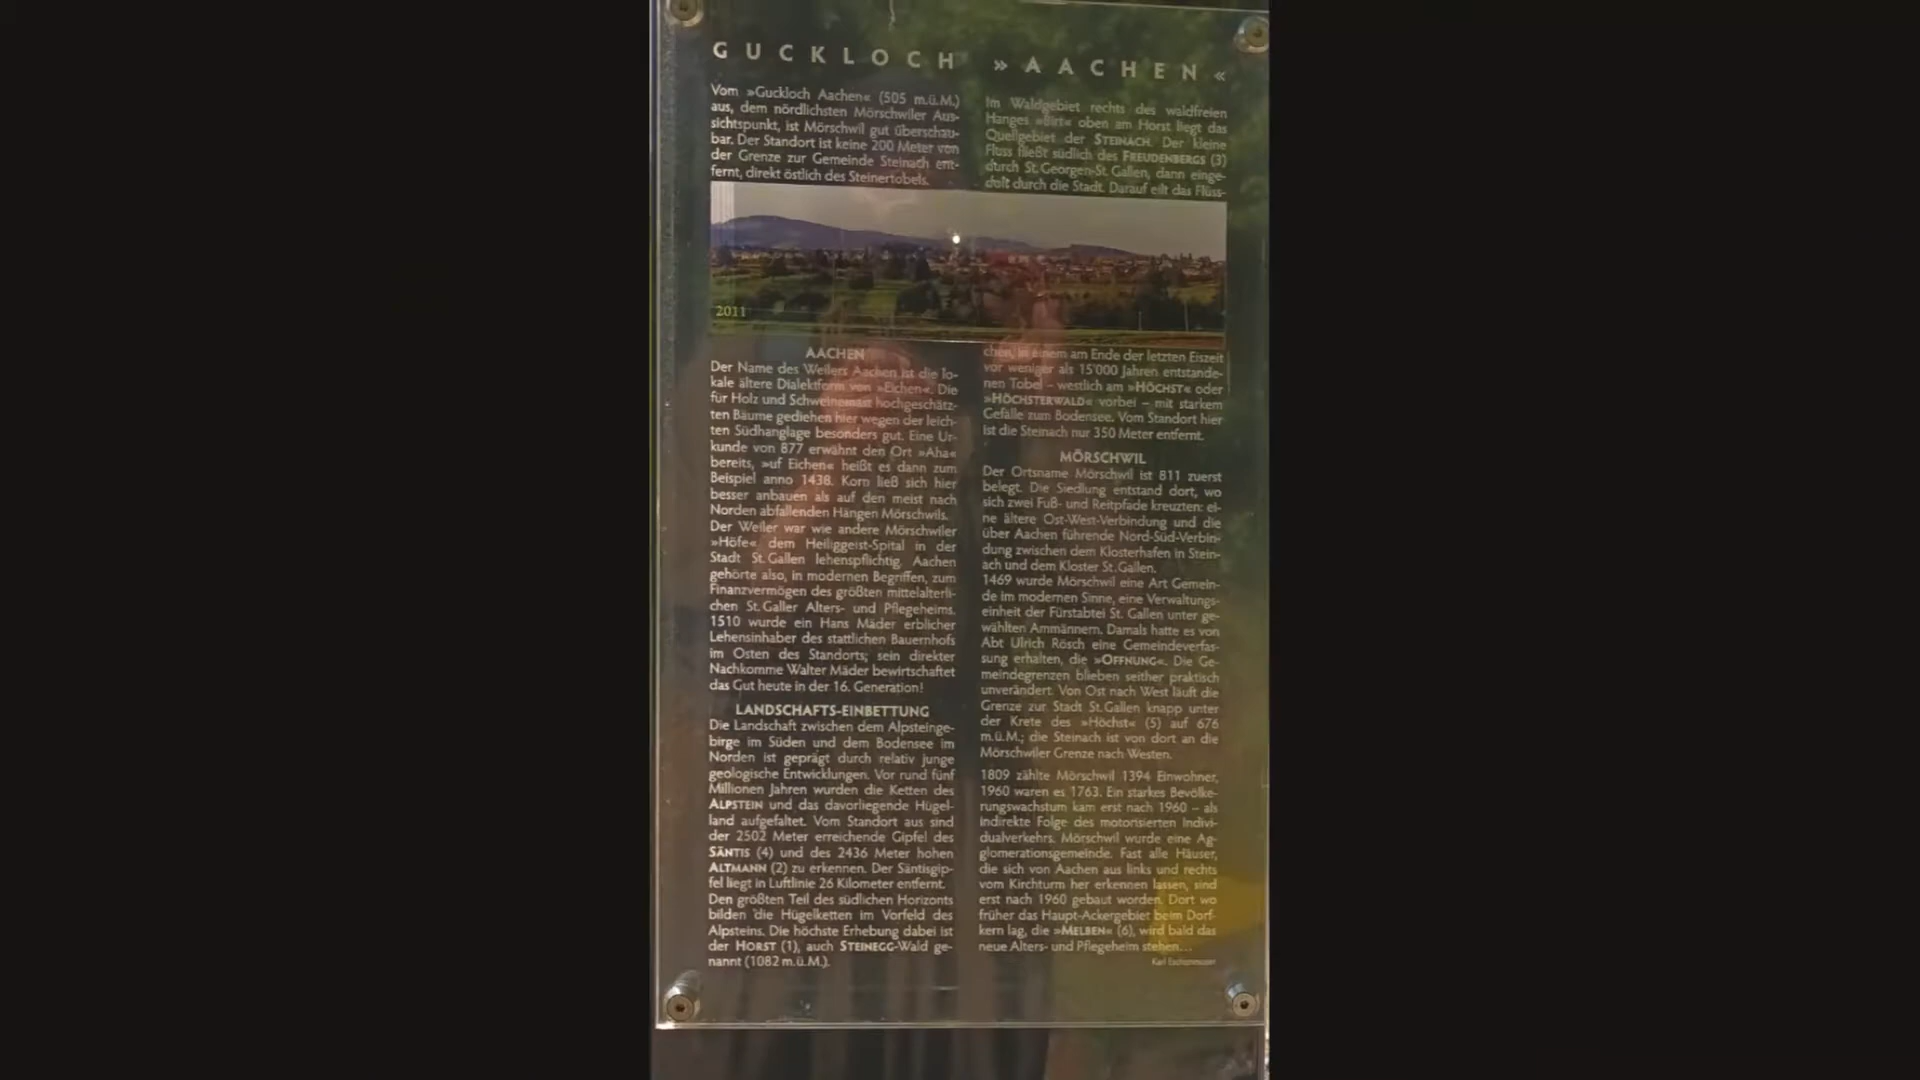 GUCKLOCH »AACHEN«
Vom »Guckloch Aachen« (505 m.ü.M.)
aus, dem nördlichsten Mörschwiler Aus-
sichtspunkt, ist Mörschwil gut überschau-
bar. Der Standort ist keine 200 Meter von
der Grenze zur Gemeinde Steinach ent-
fernt, direkt östlich des Steinertobels.
2011
AACHEN
Der Name des Weilers Aachen ist die lo-
kale ältere Dialektform von »Eichen«. Die
für Holz und Schweinemast hochgeschätz-
ten Bäume gediehen hier wegen der leich-
ten Südhanglage besonders gut. Eine Ur-
kunde von 877 erwähnt den Ort »Aha«
bereits, »uf Eichen« heißt es dann zum
Beispiel anno 1438. Korn ließ sich hier
besser anbauen als auf den meist nach
Norden abfallenden Hängen Mörschwils.
Der Weiler war wie andere Mörschwiler
»Höfe« dem Heiliggeist-Spital in der
Stadt St. Gallen lehenspflichtig. Aachen
gehörte also, in modernen Begriffen, zum
Finanzvermögen des größten mittelalterli-
chen St. Galler Alters- und Pflegeheims.
1510 wurde ein Hans Mäder erblicher
Lehensinhaber des stattlichen Bauernhofs
im Osten des Standorts; sein direkter
Nachkomme Walter Mäder bewirtschaftet
das Gut heute in der 16. Generation!
LANDSCHAFTS-EINBETTUNG
Die Landschaft zwischen dem Alpsteinge-
birge im Süden und dem Bodensee im
Norden ist geprägt durch relativ junge
geologische Entwicklungen. Vor rund fünf
Millionen Jahren wurden die Ketten des
ALPSTEIN und das davorliegende Hügel-
land aufgefaltet. Vom Standort aus sind
der 2502 Meter erreichende Gipfel des
SÄNTIS (4) und des 2436 Meter hohen
ALTMANN (2) zu erkennen. Der Säntisgip-
fel liegt in Luftlinie 26 Kilometer entfernt.
Den größten Teil des südlichen Horizonts
bilden die Hügelketten im Vorfeld des
Alpsteins. Die höchste Erhebung dabei ist
der HORST (1), auch STEINEGG-Wald ge-
nannt (1082 m.ü.M.).
Im Waldgebiet rechts des waldfreien
Hanges »Birt« oben am Horst liegt das
Quellgebiet der STEINACH. Der kleine
Fluss fließt südlich des FREUDENBERGS (3)
durch St. Georgen-St. Gallen, dann einge-
dolt durch die Stadt. Darauf eilt das Flüss-
chen, in einem am Ende der letzten Eiszeit
vor weniger als 15'000 Jahren entstande-
nen Tobel – westlich am »HÖCHST« oder
»HÖCHSTERWALD« vorbei – mit starkem
Gefälle zum Bodensee. Vom Standort hier
ist die Steinach nur 350 Meter entfernt.
MÖRSCHWIL
Der Ortsname Mörschwil ist 811 zuerst
belegt. Die Siedlung entstand dort, wo
sich zwei Fuß- und Reitpfade kreuzten: ei-
ne ältere Ost-West-Verbindung und die
über Aachen führende Nord-Süd-Verbin-
dung zwischen dem Klosterhafen in Stein-
ach und dem Kloster St. Gallen.
1469 wurde Mörschwil eine Art Gemein-
de im modernen Sinne, eine Verwaltungs-
einheit der Fürstabtei St. Gallen unter ge-
wählten Ammännern. Damals hatte es von
Abt Ulrich Rösch eine Gemeindeverfas-
sung erhalten, die »OFFNUNG«. Die Ge-
meindegrenzen blieben seither praktisch
unverändert. Von Ost nach West läuft die
Grenze zur Stadt St. Gallen knapp unter
der Krete des »Höchst« (5) auf 676
m.ü.M.; die Steinach ist von dort an die
Mörschwiler Grenze nach Westen.
1809 zählte Mörschwil 1394 Einwohner,
1960 waren es 1763. Ein starkes Bevölke-
rungswachstum kam erst nach 1960 – als
indirekte Folge des motorisierten Indivi-
dualverkehrs. Mörschwil wurde eine Ag-
glomerationsgemeinde. Fast alle Häuser,
die sich von Aachen aus links und rechts
vom Kirchturm her erkennen lassen, sind
erst nach 1960 gebaut worden. Dort wo
früher das Haupt-Ackergebiet beim Dorf-
kern lag, die »MELBEN« (6), wird bald das
neue Alters- und Pflegeheim stehen...
Karl